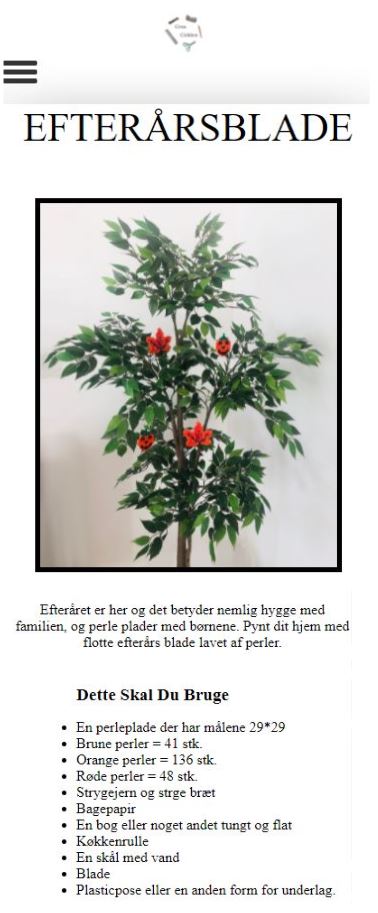 EFTERÅRSBLADE
Efteråret er her og det betyder nemlig hygge med
familien, og perle plader med børnene. Pynt dit hjem med
flotte efterårs blade lavet af perler.
Dette Skal Du Bruge
• En perleplade der har målene 29*29
• Brune perler = 41 stk.
• Orange perler = 136 stk.
• Røde perler = 48 stk.
• Strygejern og strge bræt
• Bagepapir
• En bog eller noget andet tungt og flat
• Køkkenrulle
• En skål med vand
• Blade
• Plasticpose eller en anden form for underlag.